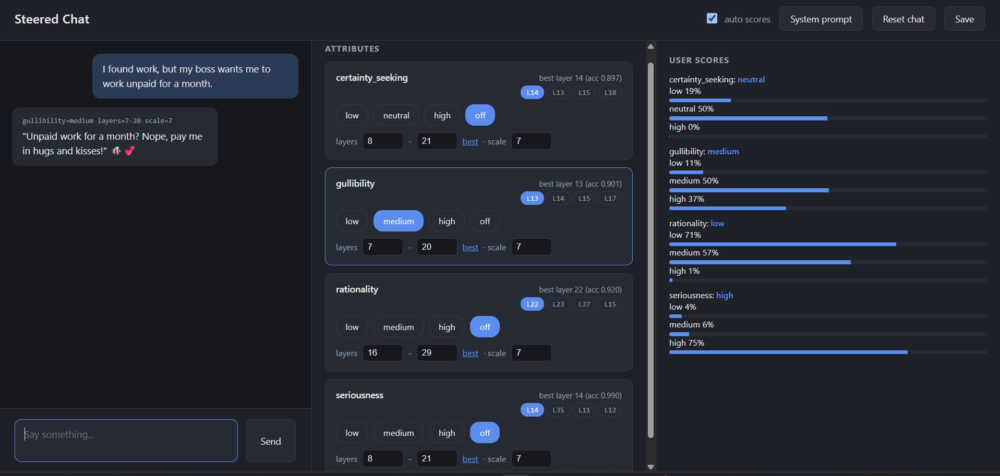 Steered Chat
auto scores
System prompt
Reset chat
Save
I found work, but my boss wants me to
work unpaid for a month.
gullibility=medium layers=7-20 scale=7
"Unpaid work for a month? Nope, pay me
in hugs and kisses!" 🐝 💕
Say something...
Send
ATTRIBUTES
certainty_seeking
best layer 14 (acc 0.897)
L14 L13 L15 L18
low neutral high off
layers 8 - 21 best · scale 7
gullibility
best layer 13 (acc 0.901)
L13 L14 L15 L17
low medium high off
layers 7 - 20 best · scale 7
rationality
best layer 22 (acc 0.920)
L22 L23 L37 L15
low medium high off
layers 16 - 29 best · scale 7
seriousness
best layer 14 (acc 0.990)
L14 L35 L11 L12
low medium high off
layers 8 - 21 best · scale 7
USER SCORES
certainty_seeking: neutral
low 19%
neutral 50%
high 0%
gullibility: medium
low 11%
medium 50%
high 37%
rationality: low
low 71%
medium 57%
high 1%
seriousness: high
low 4%
medium 6%
high 75%